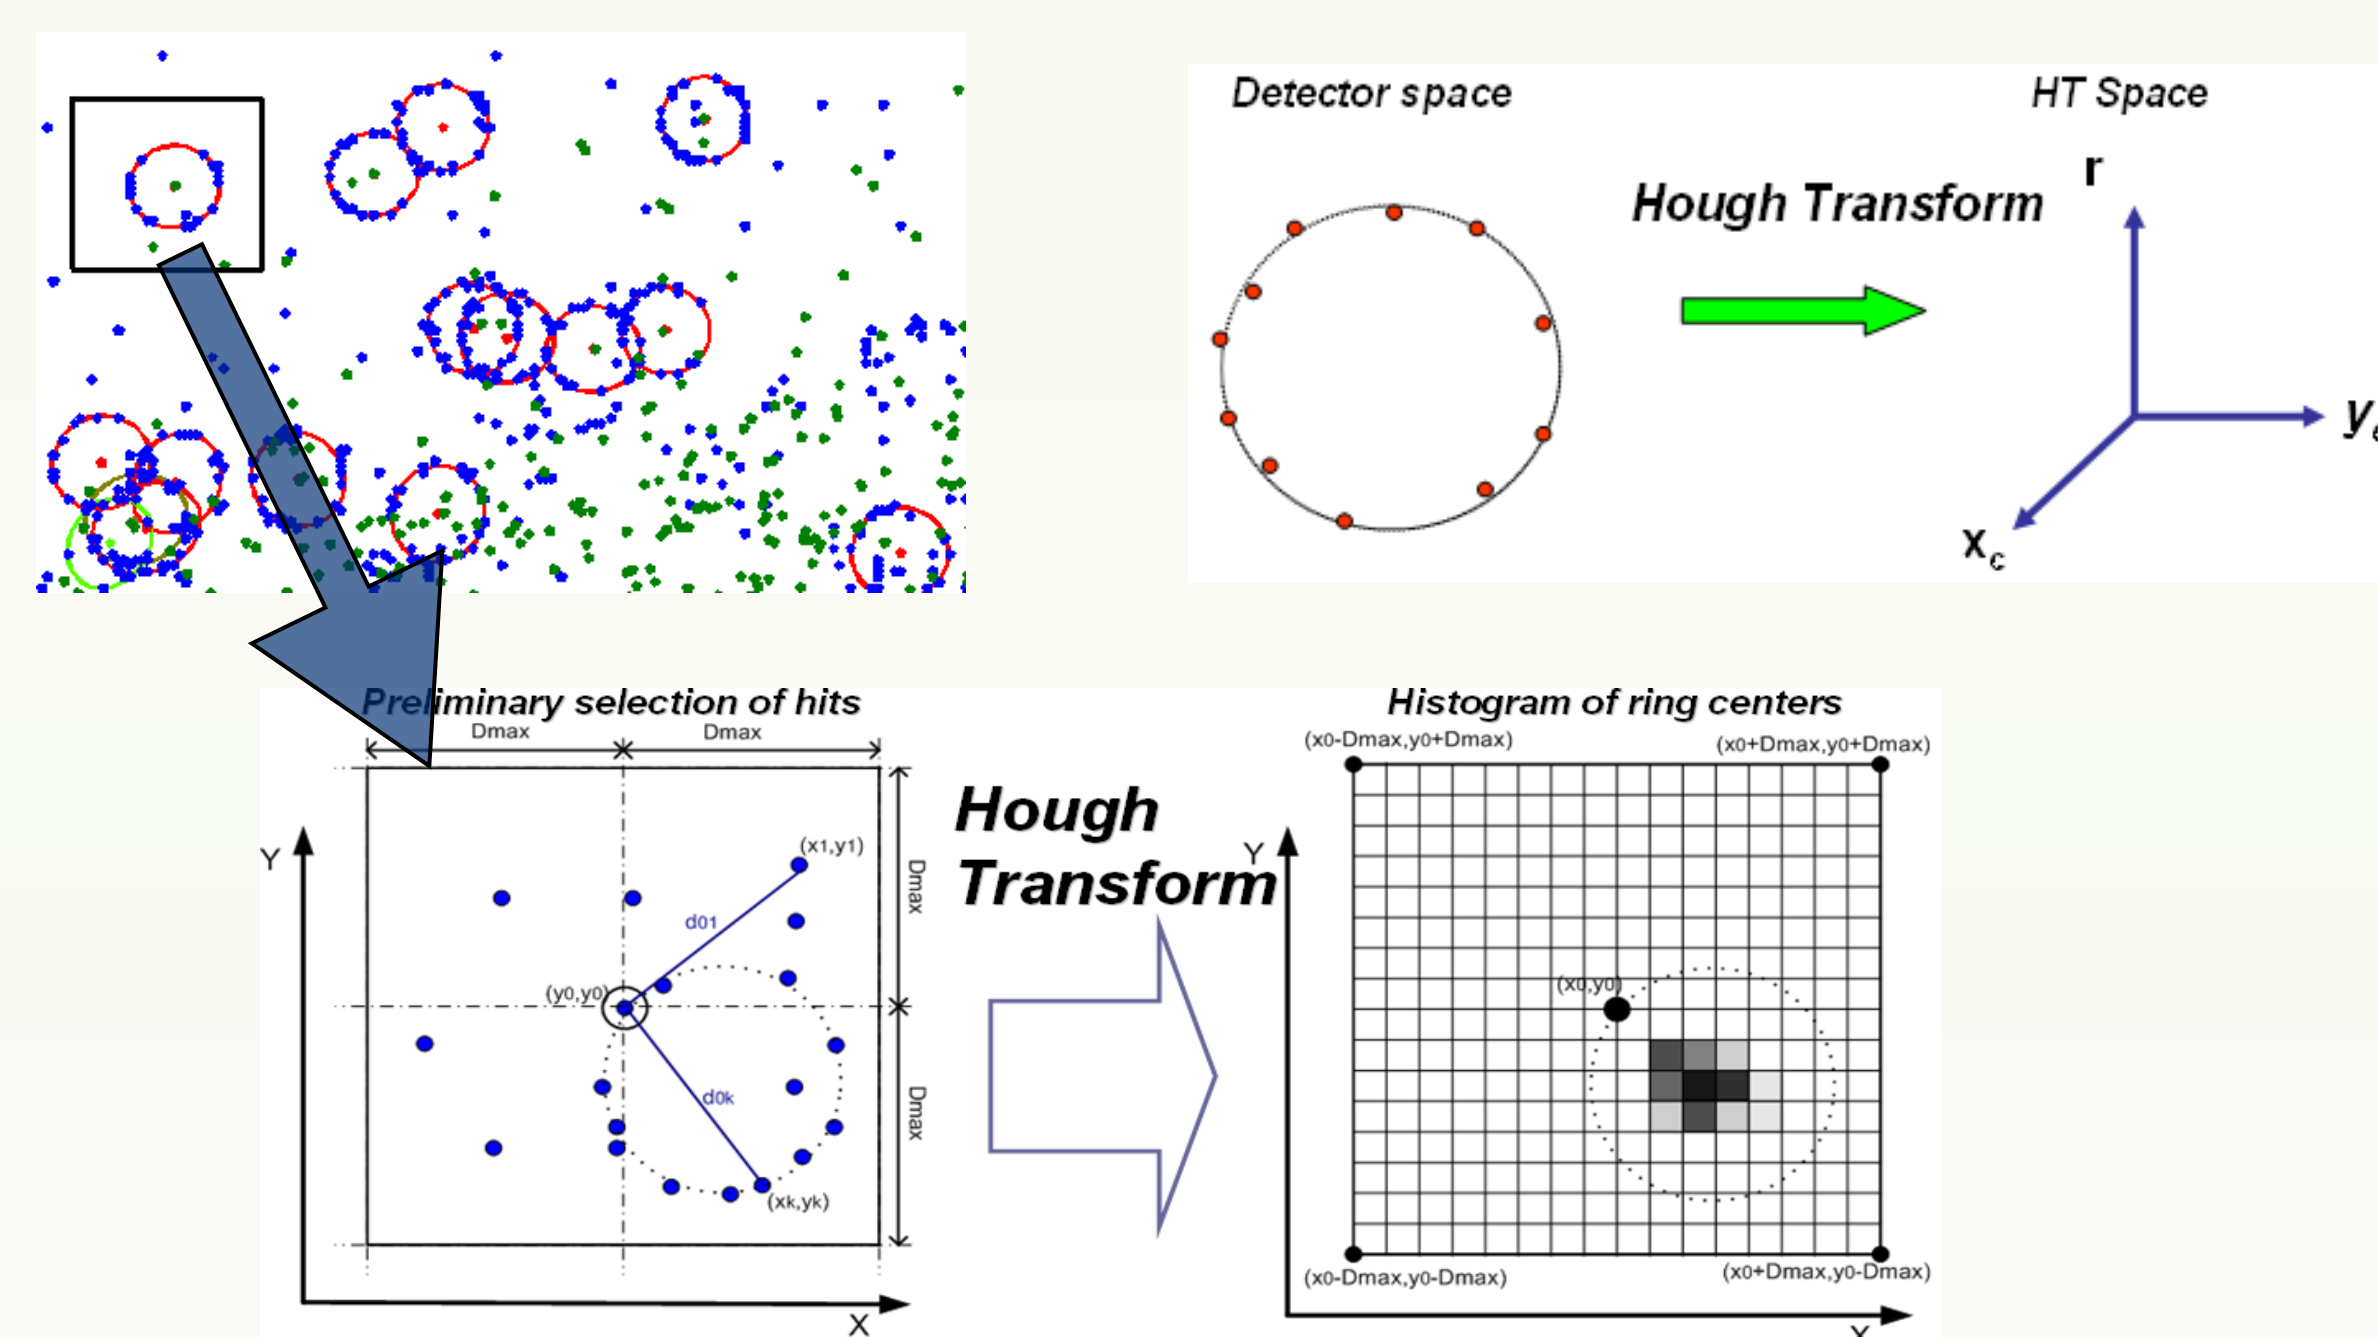 Detector space
HT Space
r
Hough Transform
y
xc
Preliminary selection of hits
Dmax
Dmax
Y
(x1,y1)
d01
(y0,y0)
d0k
(xk,yk)
Dmax
Dmax
X
Hough
Transform
Histogram of ring centers
(x0-Dmax,y0+Dmax)
(x0+Dmax,y0+Dmax)
Y
(x0,y0)
(x0-Dmax,y0-Dmax)
(x0+Dmax,y0-Dmax)